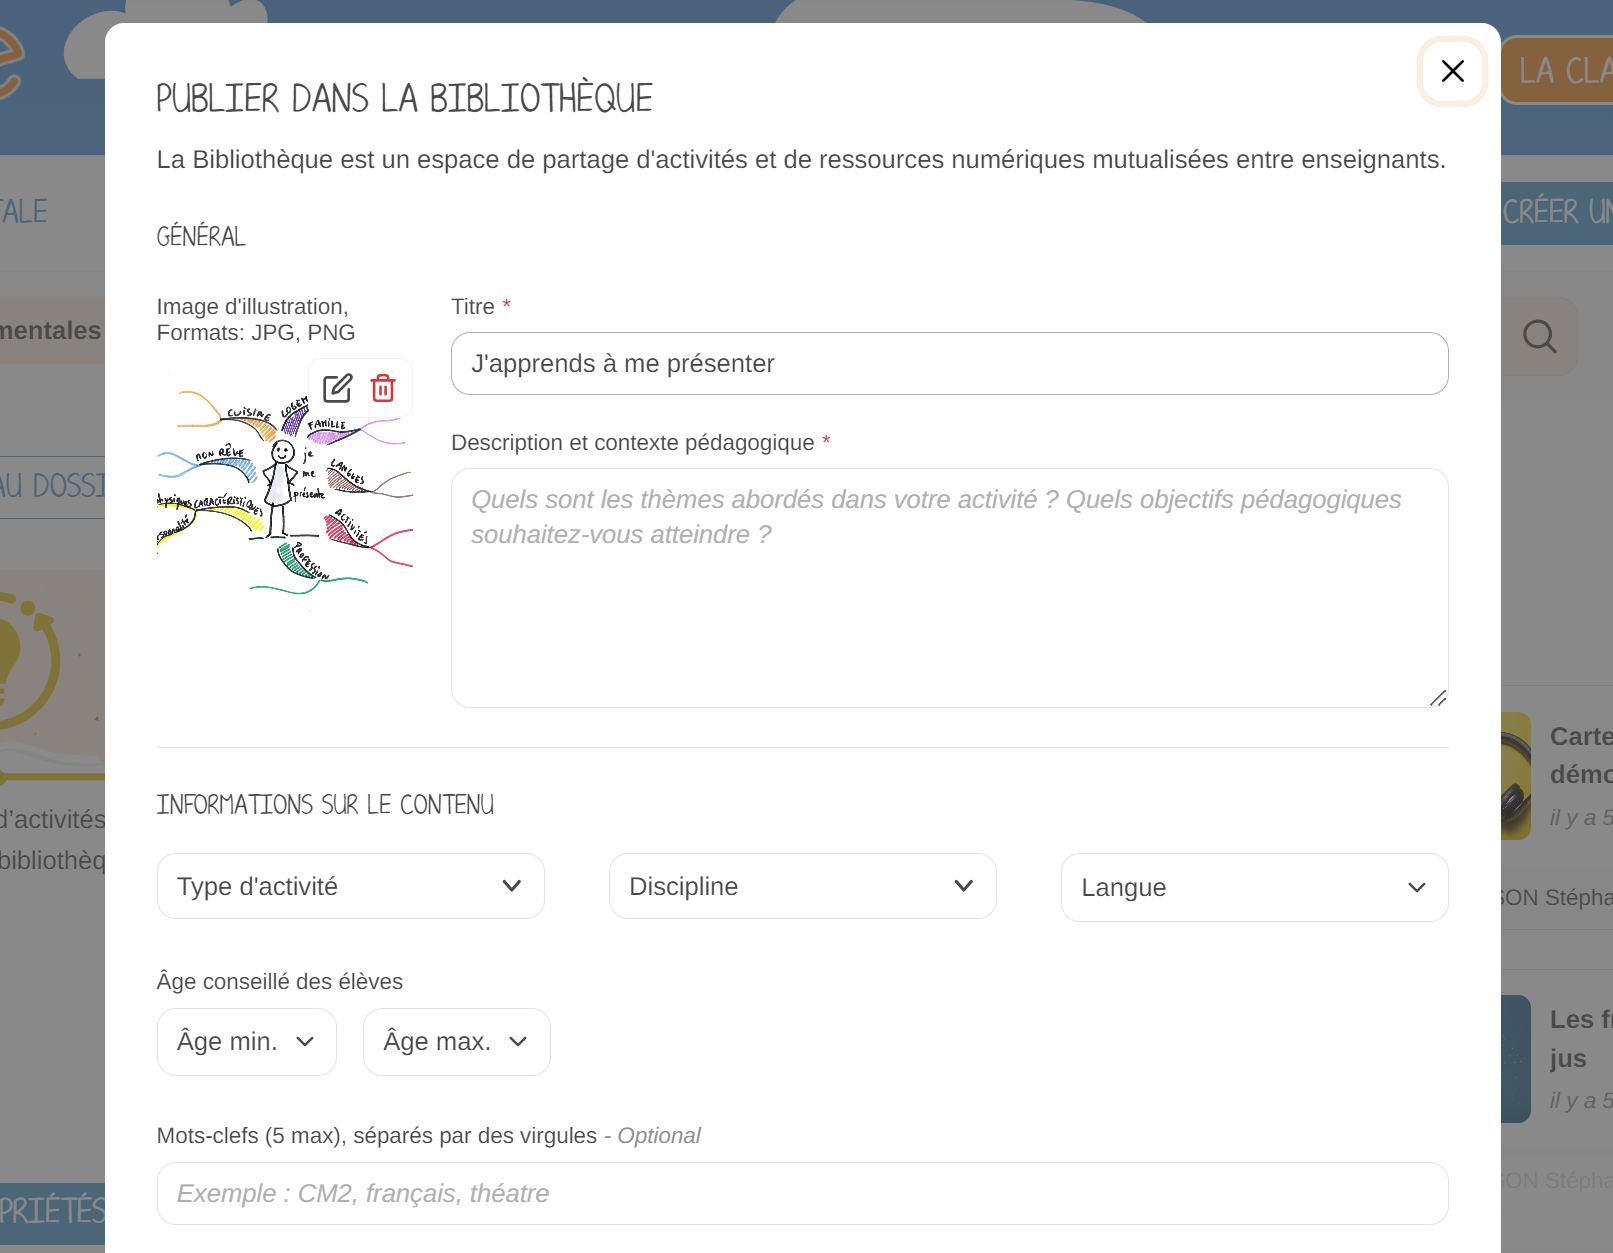 LA CLA
PUBLIER DANS LA BIBLIOTHÈQUE
La Bibliothèque est un espace de partage d'activités et de ressources numériques mutualisées entre enseignants.
TALE
CRÉER UN
GÉNÉRAL
mentales
Image d'illustration,
Formats: JPG, PNG
Titre *
J'apprends à me présenter
CUISINE
LOGEM
FAMILLE
MON RÊVE
je
me
présente
LANGUES
physiques
CARACTÉRISTIQUES
ACTIVITÉS
PROFESSION
Description et contexte pédagogique *
Quels sont les thèmes abordés dans votre activité ? Quels objectifs pédagogiques
souhaitez-vous atteindre ?
AU DOSSI
Carte
démo
il y a 5
INFORMATIONS SUR LE CONTENU
d'activités
bibliothèq
Type d'activité
Discipline
Langue
SON Stépha
Âge conseillé des élèves
Âge min.
Âge max.
Les f
jus
il y a 5
Mots-clefs (5 max), séparés par des virgules - Optional
Exemple : CM2, français, théatre
SON Stépha
PRIÉTÉS